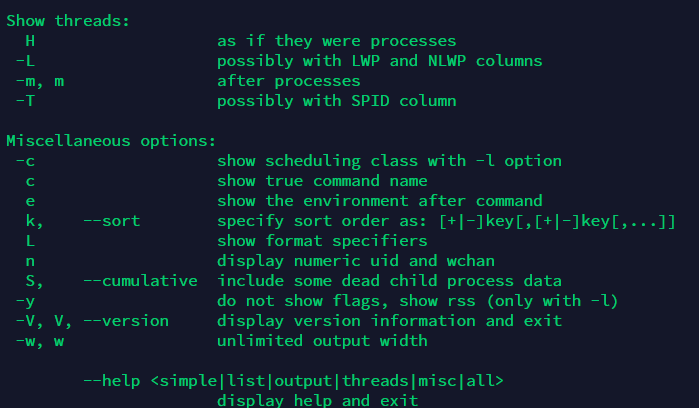 Show threads:
  H                    as if they were processes
 -L                    possibly with LWP and NLWP columns
 -m, m                 after processes
 -T                    possibly with SPID column

Miscellaneous options:
 -c                    show scheduling class with -l option
  c                    show true command name
  e                    show the environment after command
  k,    --sort         specify sort order as: [+|-]key[,[+|-]key[,...]]
  L                    show format specifiers
  n                    display numeric uid and wchan
  S,    --cumulative   include some dead child process data
 -y                    do not show flags, show rss (only with -l)
 -V, V, --version      display version information and exit
 -w, w                 unlimited output width

        --help <simple|list|output|threads|misc|all>
                       display help and exit